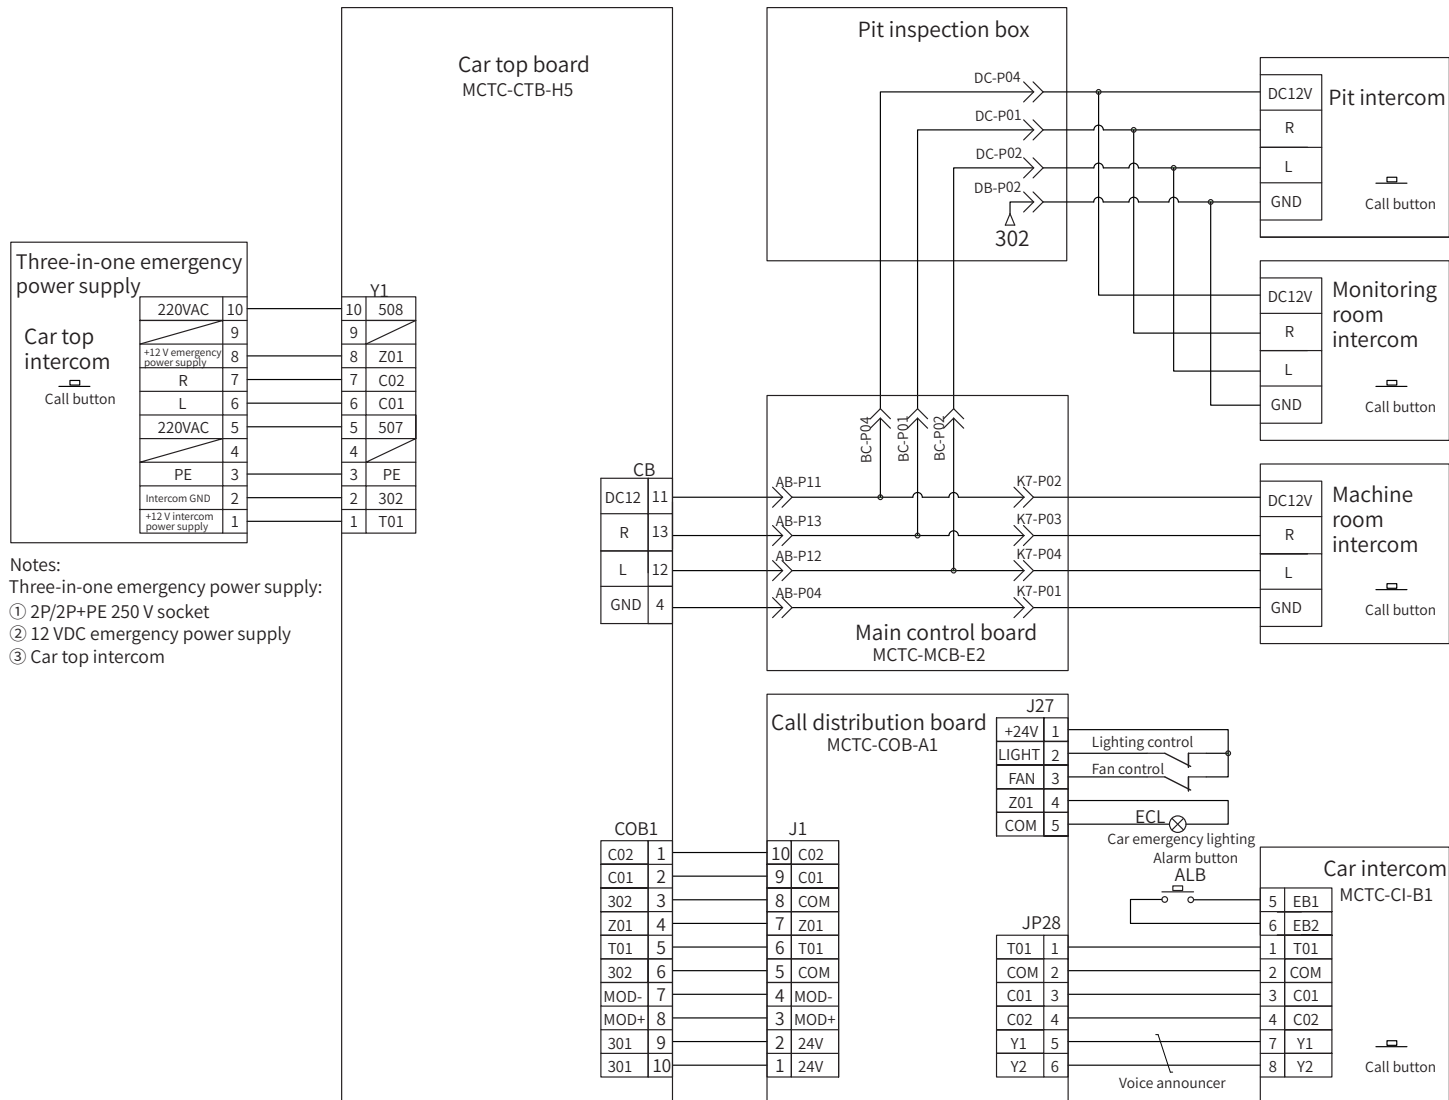 Car top board
MCTC-CTB-H5
Pit inspection box
DC-P04
DC-P01
DC-P02
DB-P02
302
DC12V
R
L
GND
Pit intercom
Call button
DC12V
R
L
GND
Monitoring
room
intercom
Call button
Three-in-one emergency
power supply
Car top
intercom
Call button
220VAC 10
9
+12 V emergency
power supply 8
R 7
L 6
220VAC 5
4
PE 3
Intercom GND 2
+12 V intercom
power supply 1
Y1
10 508
9
8 Z01
7 C02
6 C01
5 507
4
3 PE
2 302
1 T01
Notes:
Three-in-one emergency power supply:
① 2P/2P+PE 250 V socket
② 12 VDC emergency power supply
③ Car top intercom
CB
DC12 11
R 13
L 12
GND 4
BC-P04
BC-P01
BC-P02
AB-P11
AB-P13
AB-P12
AB-P04
K7-P02
K7-P03
K7-P04
K7-P01
Main control board
MCTC-MCB-E2
DC12V
R
L
GND
Machine
room
intercom
Call button
Call distribution board
MCTC-COB-A1
J27
+24V 1
LIGHT 2
FAN 3
Z01 4
COM 5
Lighting control
Fan control
ECL
Car emergency lighting
Alarm button
ALB
COB1
C02 1
C01 2
302 3
Z01 4
T01 5
302 6
MOD- 7
MOD+ 8
301 9
301 10
J1
10 C02
9 C01
8 COM
7 Z01
6 T01
5 COM
4 MOD-
3 MOD+
2 24V
1 24V
JP28
T01 1
COM 2
C01 3
C02 4
Y1 5
Y2 6
Voice announcer
Car intercom
MCTC-CI-B1
5 EB1
6 EB2
1 T01
2 COM
3 C01
4 C02
7 Y1
8 Y2
Call button